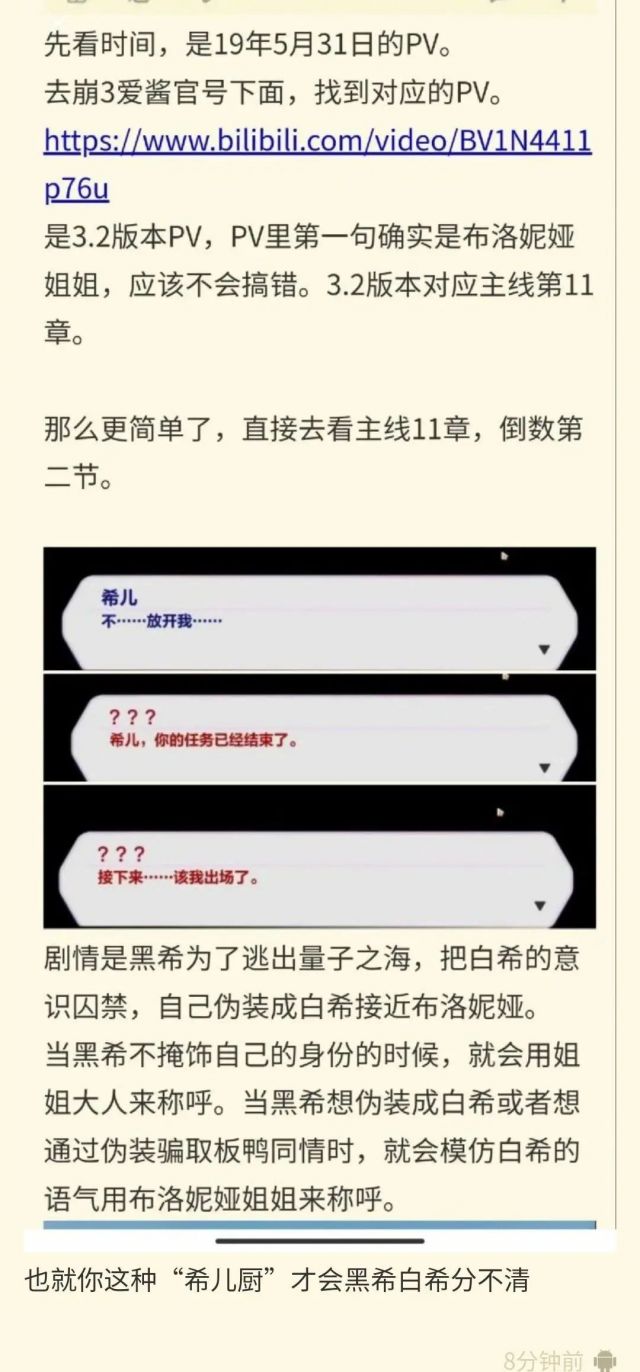 先看时间，是19年5月31日的PV。
去崩3爱酱官号下面，找到对应的PV。
https://www.bilibili.com/video/BV1N4411
p76u
是3.2版本PV，PV里第一句确实是布洛妮娅
姐姐，应该不会搞错。3.2版本对应主线第11
章。
那么更简单了，直接去看主线11章，倒数第
二节。
希儿
不……放开我……
？？？
希儿，你的任务已经结束了。
？？？
接下来……该我出场了。
剧情是黑希为了逃出量子之海，把白希的意
识囚禁，自己伪装成白希接近布洛妮娅。
当黑希不掩饰自己的身份的时候，就会用姐
姐大人来称呼。当黑希想伪装成白希或者想
通过伪装骗取板鸭同情时，就会模仿白希的
语气用布洛妮娅姐姐来称呼。
也就你这种“希儿厨”才会黑希白希分不清
8分钟前